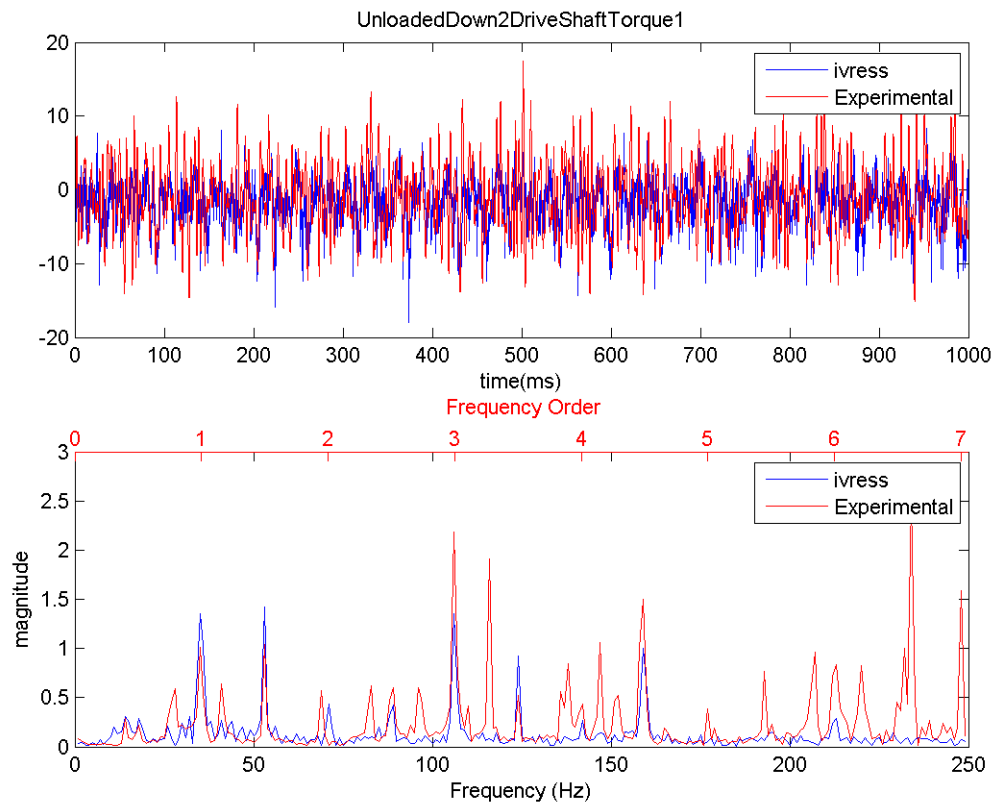 UnloadedDown2DriveShaftTorque1
20
10
0
-10
-20
ivress
Experimental
0 100 200 300 400 500 600 700 800 900 1000
time(ms)
Frequency Order
0 1 2 3 4 5 6 7
3
2.5
2
1.5
1
0.5
0
magnitude
ivress
Experimental
0 50 100 150 200 250
Frequency (Hz)